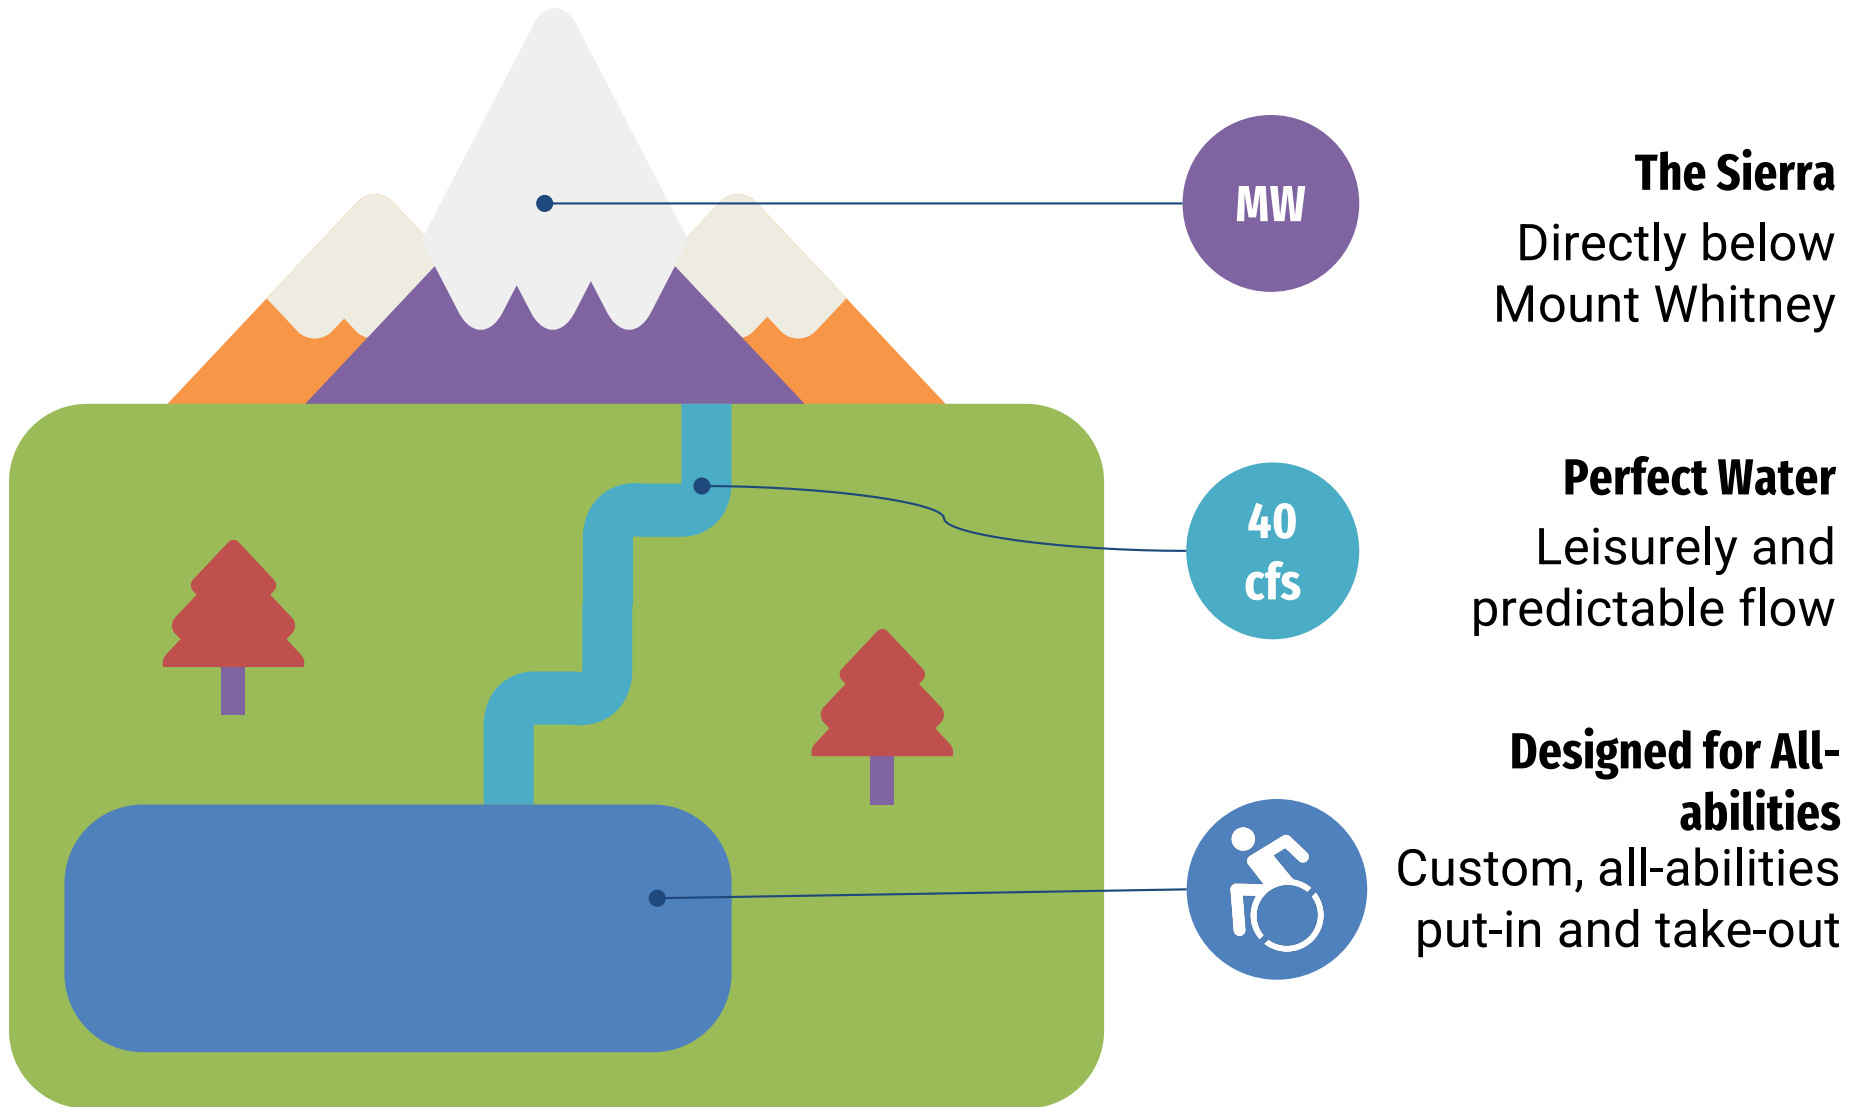 MW
The Sierra
Directly below
Mount Whitney
40
cfs
Perfect Water
Leisurely and
predictable flow
Designed for All-
abilities
Custom, all-abilities
put-in and take-out